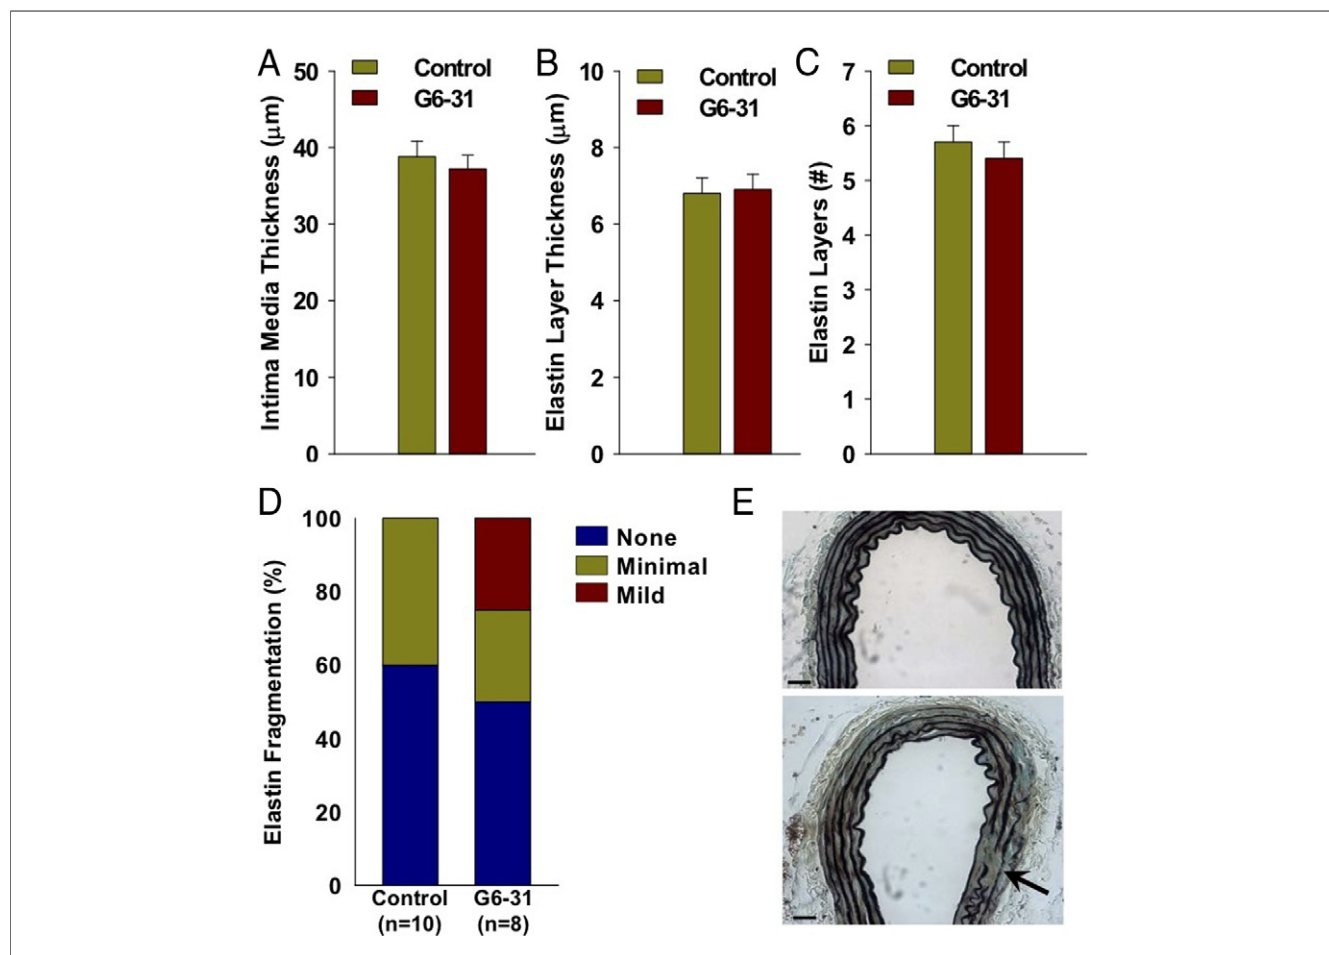 A
Intima Media Thickness (μm)
50
40
30
20
10
0
Control
G6-31
B
Elastin Layer Thickness (μm)
10
8
6
4
2
0
Control
G6-31
C
Elastin Layers (#)
7
6
5
4
3
2
1
0
Control
G6-31
D
Elastin Fragmentation (%)
100
80
60
40
20
0
Control
(n=10)
G6-31
(n=8)
None
Minimal
Mild
E